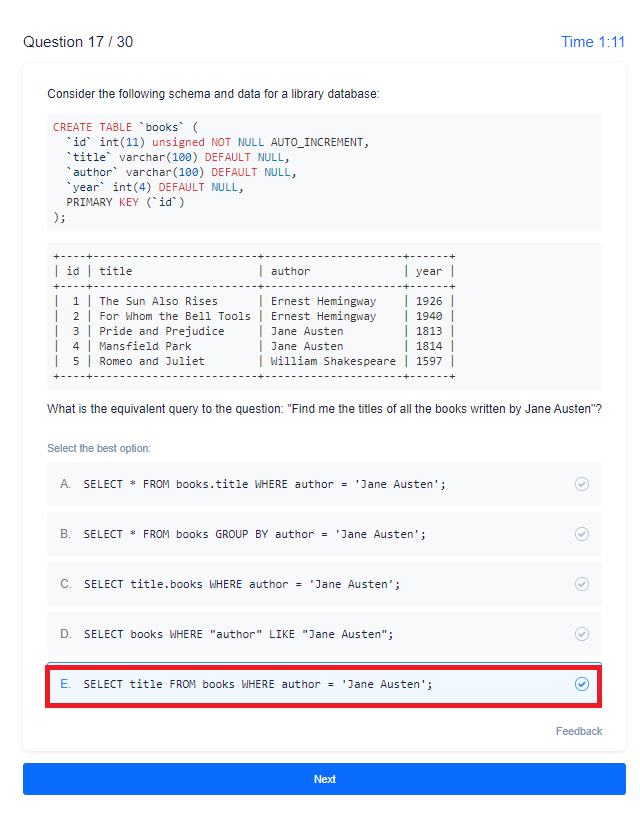 Question 17 / 30
Time 1:11
Consider the following schema and data for a library database:
CREATE TABLE `books` (
`id` int(11) unsigned NOT NULL AUTO_INCREMENT,
`title` varchar(100) DEFAULT NULL,
`author` varchar(100) DEFAULT NULL,
`year` int(4) DEFAULT NULL,
PRIMARY KEY (`id`)
);
+----+-------------------------+---------------------+------+
| id | title                   | author              | year |
+----+-------------------------+---------------------+------+
| 1 | The Sun Also Rises      | Ernest Hemingway    | 1926 |
| 2 | For Whom the Bell Tools | Ernest Hemingway    | 1940 |
| 3 | Pride and Prejudice     | Jane Austen         | 1813 |
| 4 | Mansfield Park          | Jane Austen         | 1814 |
| 5 | Romeo and Juliet        | William Shakespeare | 1597 |
+----+-------------------------+---------------------+------+
What is the equivalent query to the question: "Find me the titles of all the books written by Jane Austen"?
Select the best option:
A. SELECT * FROM books.title WHERE author = 'Jane Austen';
B. SELECT * FROM books GROUP BY author = 'Jane Austen';
C. SELECT title.books WHERE author = 'Jane Austen';
D. SELECT books WHERE "author" LIKE "Jane Austen";
E. SELECT title FROM books WHERE author = 'Jane Austen';
Feedback
Next